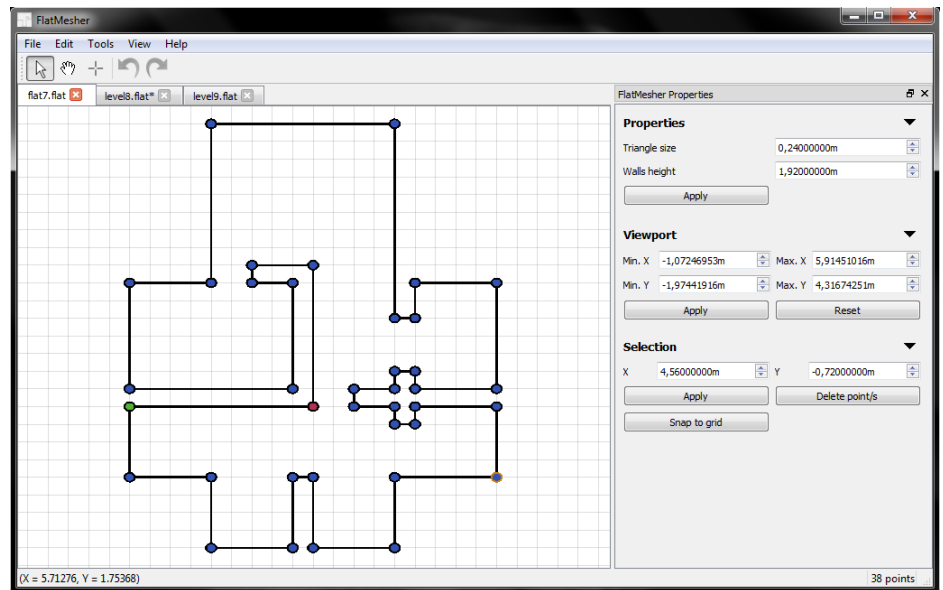 FlatMesher
File Edit Tools View Help
flat7.flat level8.flat* level9.flat
FlatMesher Properties
Properties
Triangle size 0,24000000m
Walls height 1,92000000m
Apply
Viewport
Min. X -1,07246953m Max. X 5,91451016m
Min. Y -1,97441916m Max. Y 4,31674251m
Apply Reset
Selection
X 4,56000000m Y -0,72000000m
Apply Delete point/s
Snap to grid
(X = 5.71276, Y = 1.75368) 38 points